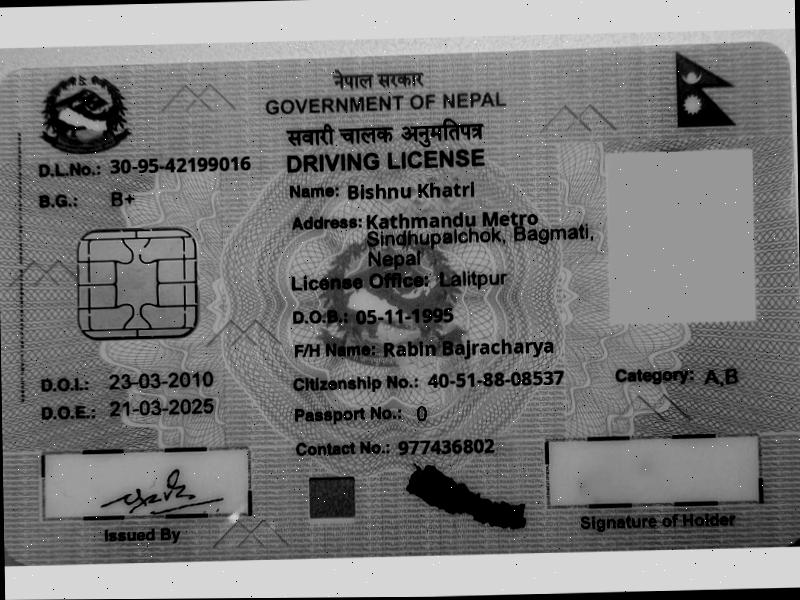 नेपाल सरकार
GOVERNMENT OF NEPAL
सवारी चालक अनुमतिपत्र
DRIVING LICENSE
D.L.No.: 30-95-42199016
B.G.: B+
Name: Bishnu Khatri
Address: Kathmandu Metro
Sindhupalchok, Bagmati,
Nepal
License Office: Lalitpur
D.O.B.: 05-11-1995
F/H Name: Rabin Bajracharya
D.O.I.: 23-03-2010
Citizenship No.: 40-51-88-08537
Category: A,B
D.O.E.: 21-03-2025
Passport No.: 0
Contact No.: 977436802
Issued By
Signature of Holder